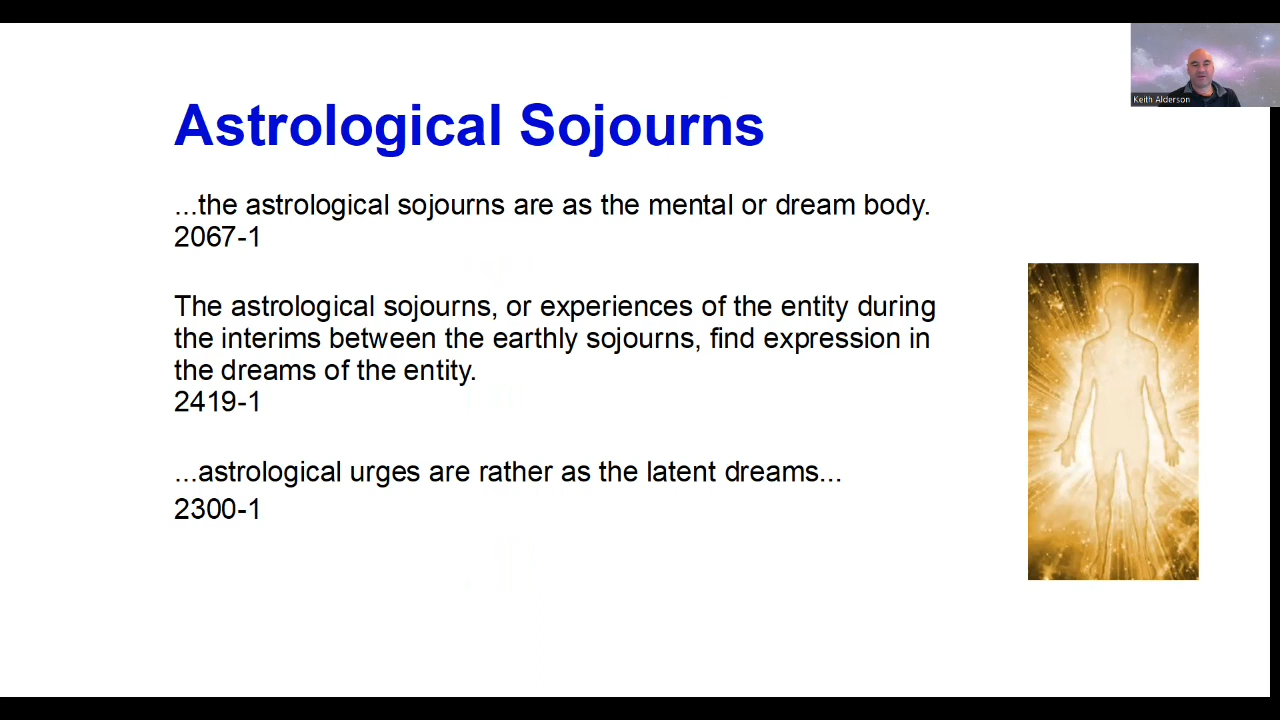 Keith Alderson
Astrological Sojourns
...the astrological sojourns are as the mental or dream body.
2067-1
The astrological sojourns, or experiences of the entity during
the interims between the earthly sojourns, find expression in
the dreams of the entity.
2419-1
...astrological urges are rather as the latent dreams...
2300-1